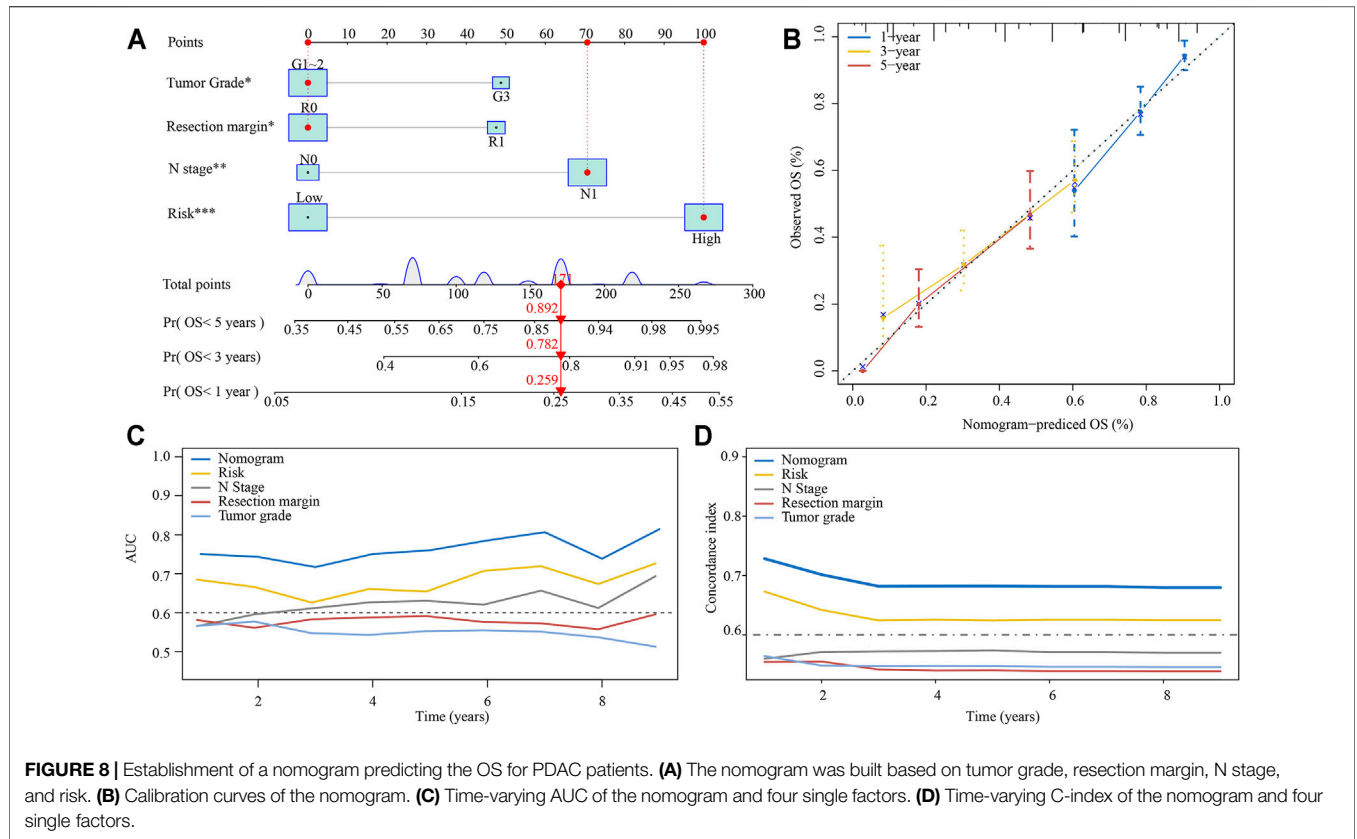 A
Points
0 10 20 30 40 50 60 70 80 90 100
G1~2
Tumor Grade*
G3
R0
Resection margin*
R1
N0
N stage**
N1
Low
Risk***
High
Total points
171
0 50 100 150 200 250 300
0.892
Pr( OS< 5 years )
0.35 0.45 0.55 0.65 0.75 0.85 0.94 0.98 0.995
0.782
Pr( OS< 3 years)
0.4 0.6 0.8 0.91 0.95 0.98
0.259
Pr( OS< 1 year )
0.05 0.15 0.25 0.35 0.45 0.55
B
1-year
3-year
5-year
Observed OS (%)
1.0
0.8
0.6
0.4
0.2
0.0
0.0 0.2 0.4 0.6 0.8 1.0
Nomogram-prediced OS (%)
C
Nomogram
Risk
N Stage
Resection margin
Tumor grade
AUC
1.0
0.9
0.8
0.7
0.6
0.5
2 4 6 8
Time (years)
D
Nomogram
Risk
N Stage
Resection margin
Tumor grade
Concordance index
0.9
0.7
0.6
2 4 6 8
Time (years)
FIGURE 8 | Establishment of a nomogram predicting the OS for PDAC patients. (A) The nomogram was built based on tumor grade, resection margin, N stage,
and risk. (B) Calibration curves of the nomogram. (C) Time-varying AUC of the nomogram and four single factors. (D) Time-varying C-index of the nomogram and four
single factors.